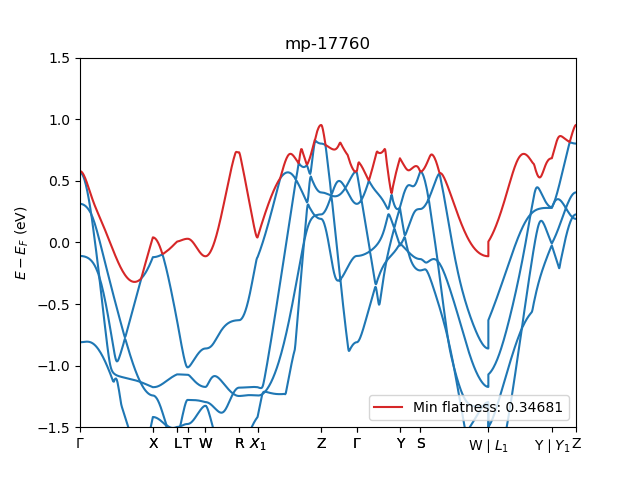 mp-17760
E − E_F (eV)
1.5
1.0
0.5
0.0
−0.5
−1.0
−1.5
Min flatness: 0.34681
Γ X L T W R X₁ Z Γ Y S W | L₁ Y | Y₁ Z